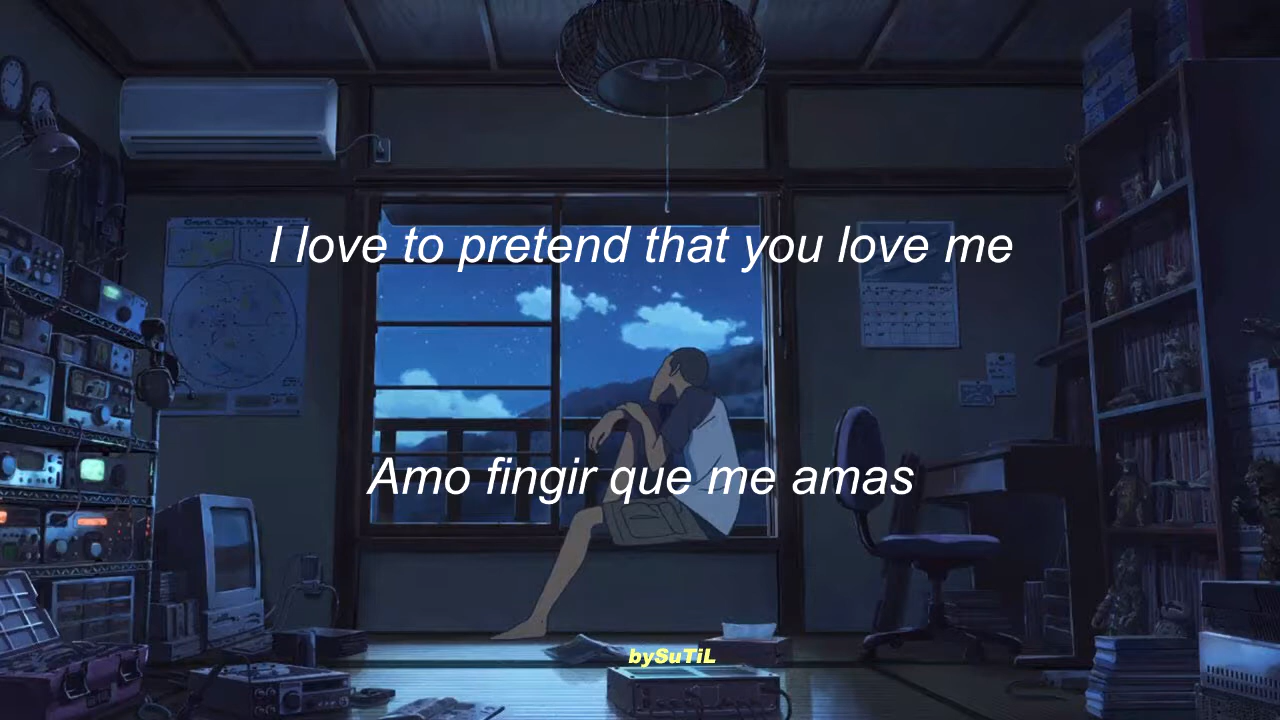 I love to pretend that you love me
Amo fingir que me amas
bySuTiL